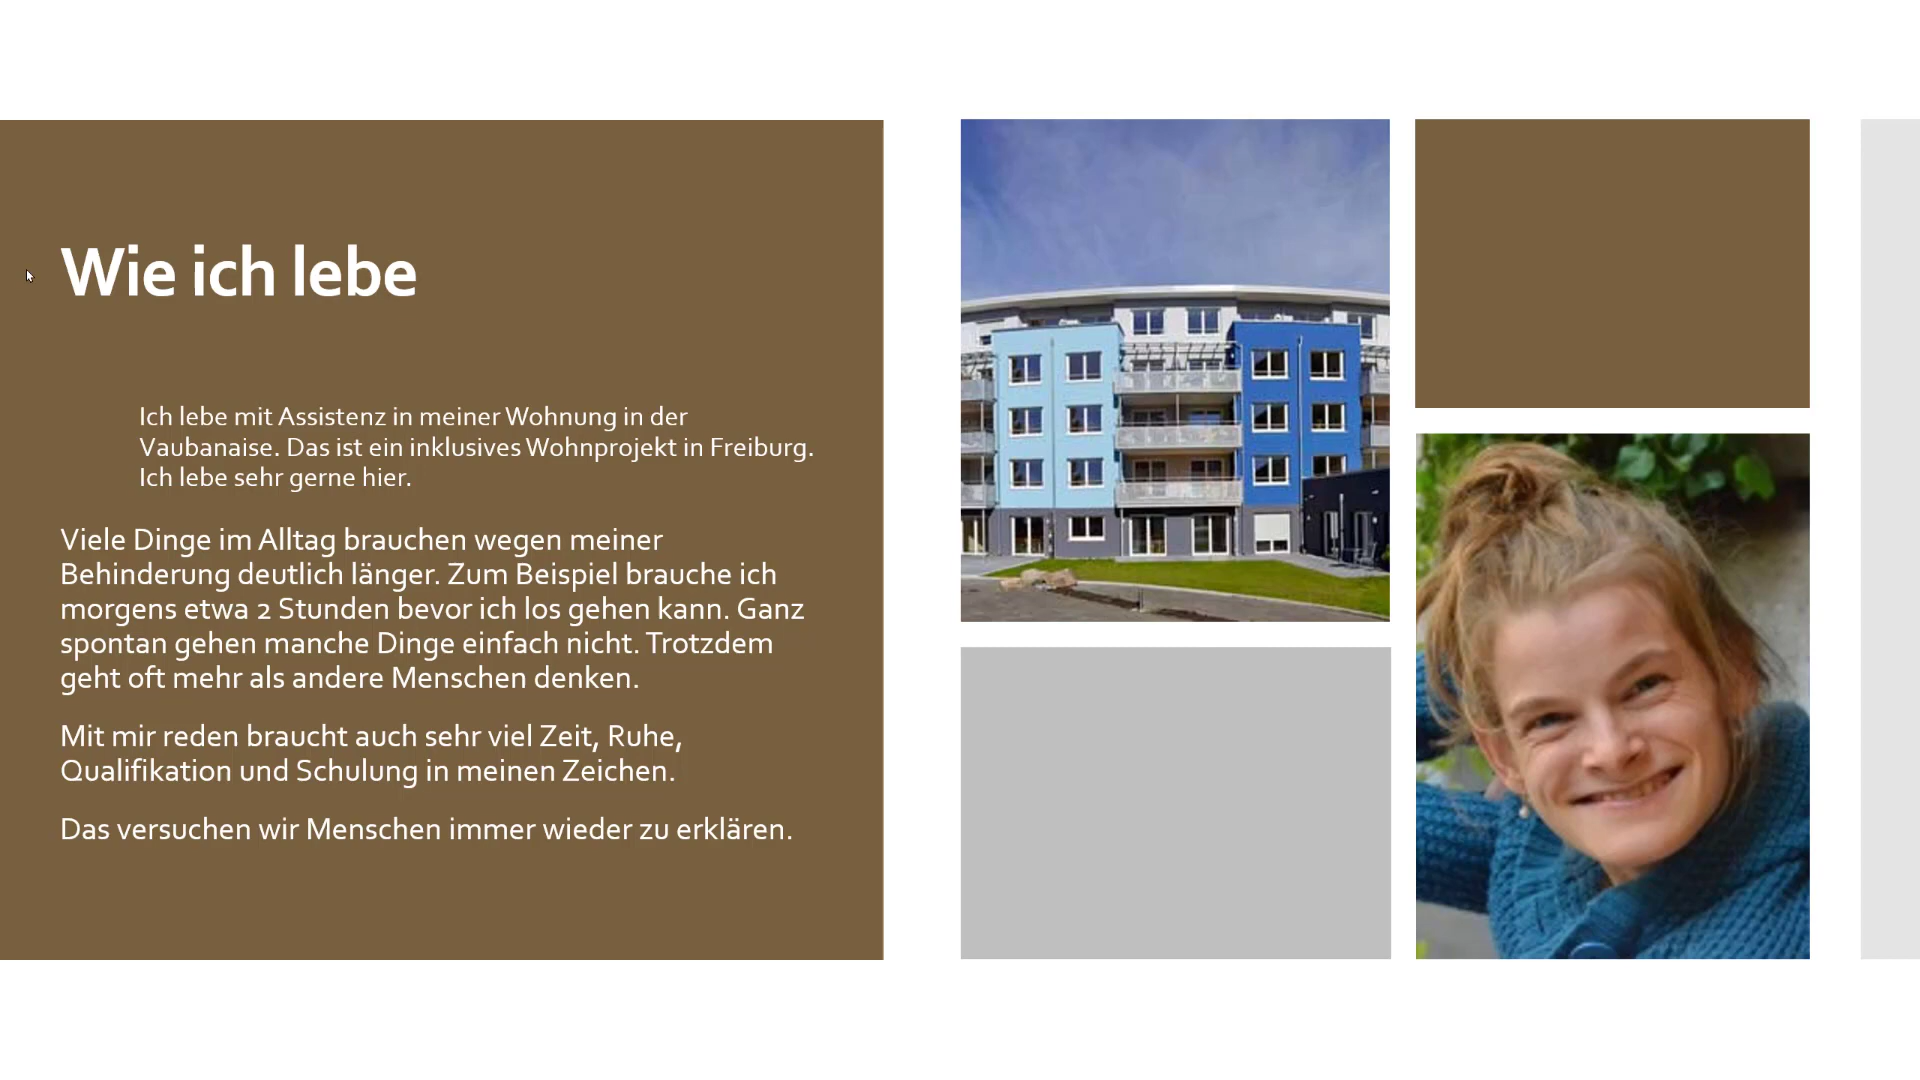 Wie ich lebe
Ich lebe mit Assistenz in meiner Wohnung in der
Vaubanaise. Das ist ein inklusives Wohnprojekt in Freiburg.
Ich lebe sehr gerne hier.
Viele Dinge im Alltag brauchen wegen meiner
Behinderung deutlich länger. Zum Beispiel brauche ich
morgens etwa 2 Stunden bevor ich los gehen kann. Ganz
spontan gehen manche Dinge einfach nicht. Trotzdem
geht oft mehr als andere Menschen denken.
Mit mir reden braucht auch sehr viel Zeit, Ruhe,
Qualifikation und Schulung in meinen Zeichen.
Das versuchen wir Menschen immer wieder zu erklären.